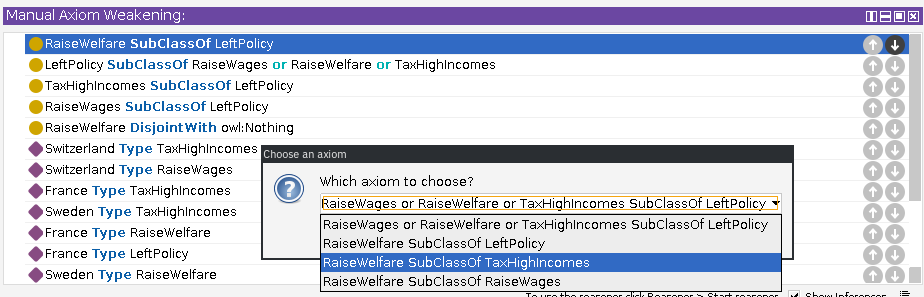 Manual Axiom Weakening:
RaiseWelfare SubClassOf LeftPolicy
LeftPolicy SubClassOf RaiseWages or RaiseWelfare or TaxHighIncomes
TaxHighIncomes SubClassOf LeftPolicy
RaiseWages SubClassOf LeftPolicy
RaiseWelfare DisjointWith owl:Nothing
Switzerland Type TaxHighIncomes
Switzerland Type RaiseWages
France Type TaxHighIncomes
Sweden Type TaxHighIncomes
France Type RaiseWelfare
France Type LeftPolicy
Sweden Type RaiseWelfare
Choose an axiom
Which axiom to choose?
RaiseWages or RaiseWelfare or TaxHighIncomes SubClassOf LeftPolicy
RaiseWages or RaiseWelfare or TaxHighIncomes SubClassOf LeftPolicy
RaiseWelfare SubClassOf LeftPolicy
RaiseWelfare SubClassOf TaxHighIncomes
RaiseWelfare SubClassOf RaiseWages
To use the reasoner click Reasoner > Start reasoner
Show Inferences